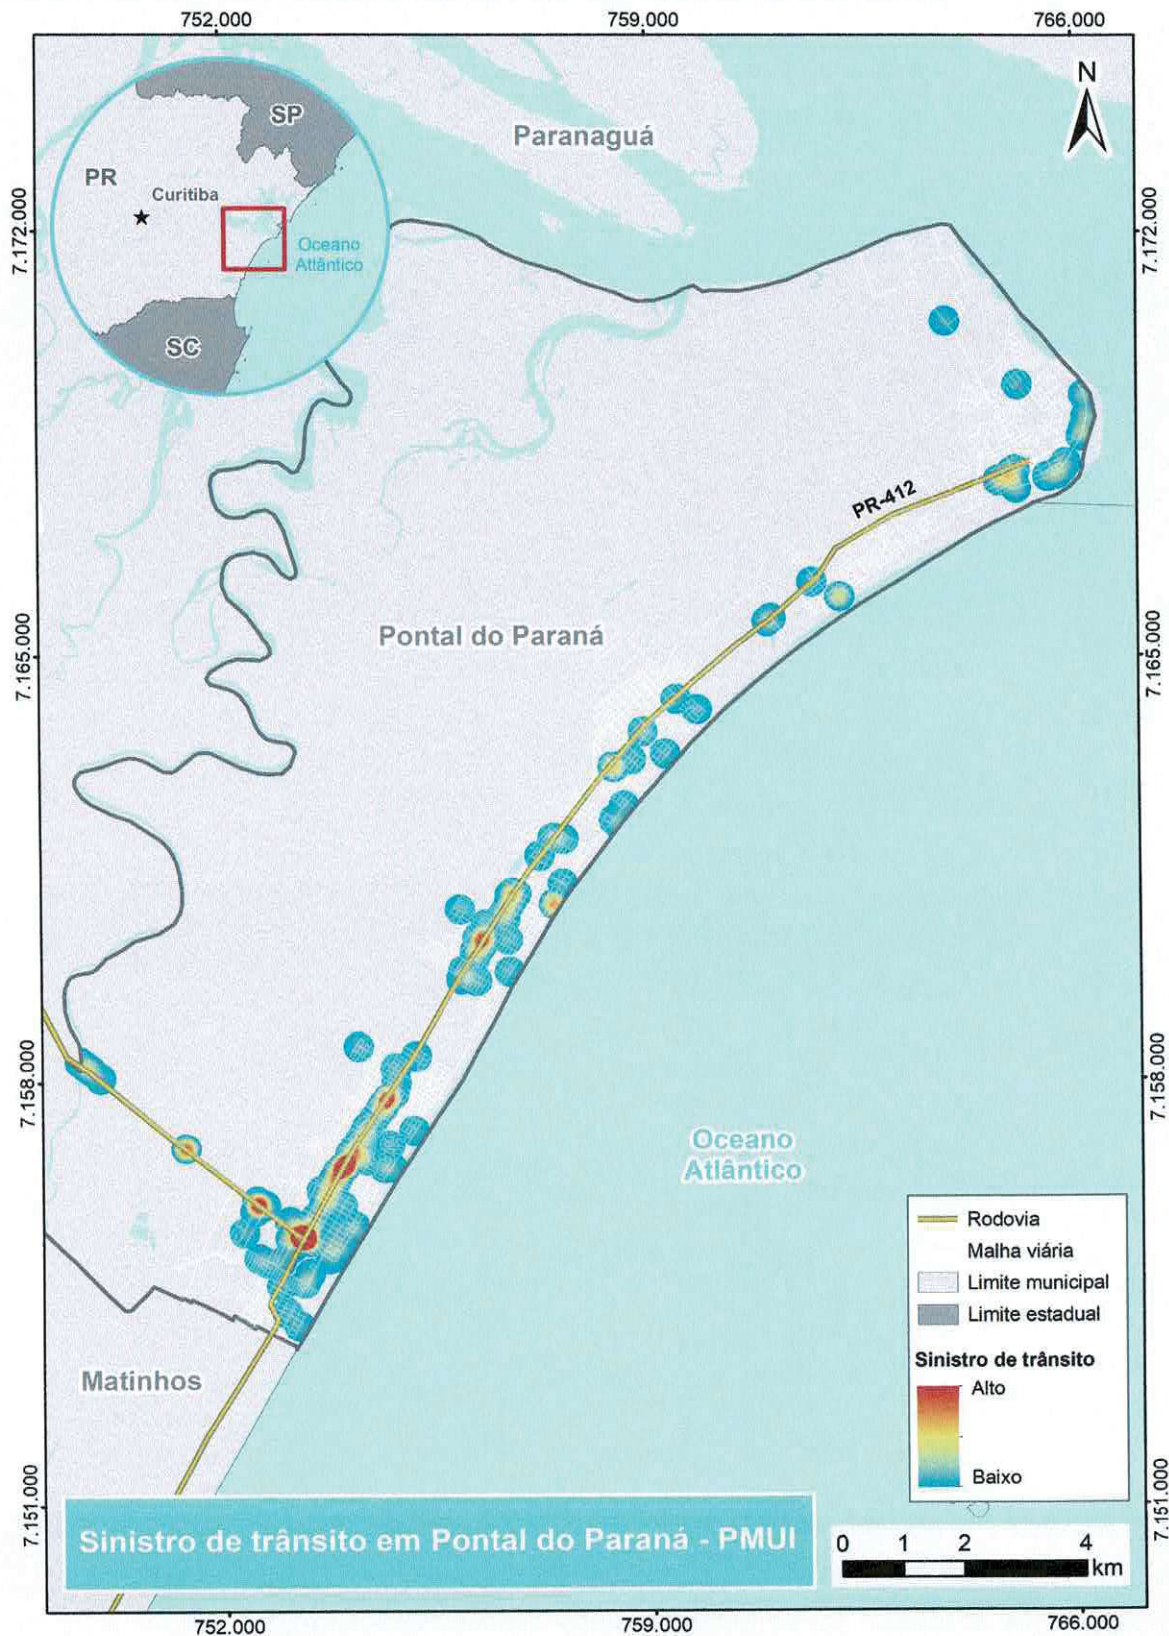 752.000
759.000
766.000
N
SP
Paranaguá
PR
Curitiba
7.172.000
7.172.000
Oceano
Atlântico
SC
PR-412
Pontal do Paraná
7.165.000
7.165.000
7.158.000
7.158.000
Oceano
Atlântico
Rodovia
Malha viária
Limite municipal
Limite estadual
Sinistro de trânsito
Alto
Baixo
Matinhos
7.151.000
7.151.000
Sinistro de trânsito em Pontal do Paraná - PMUI
0 1 2 4
km
752.000
759.000
766.000